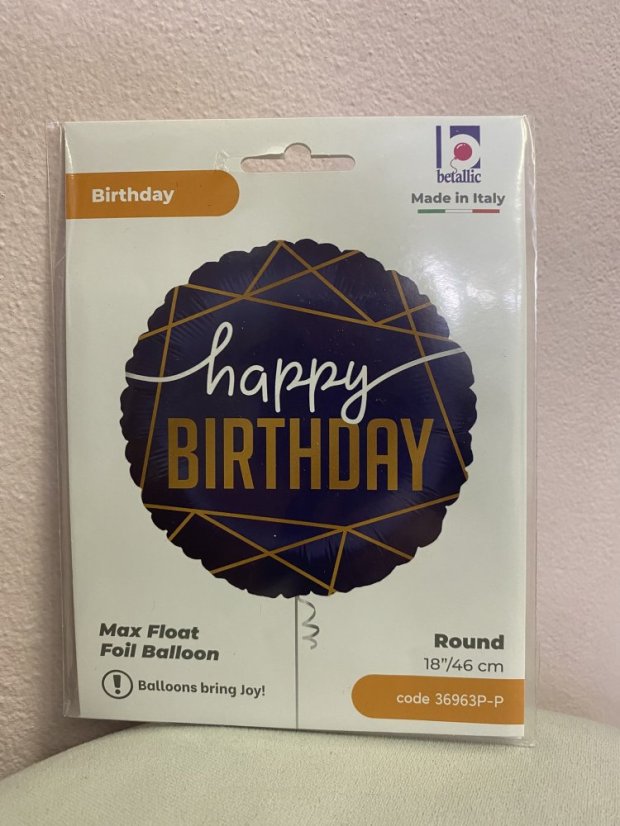 betallic
Birthday
Made in Italy
happy
BIRTHDAY
Max Float
Foil Balloon
Balloons bring Joy!
Round
18"/46 cm
code 36963P-P